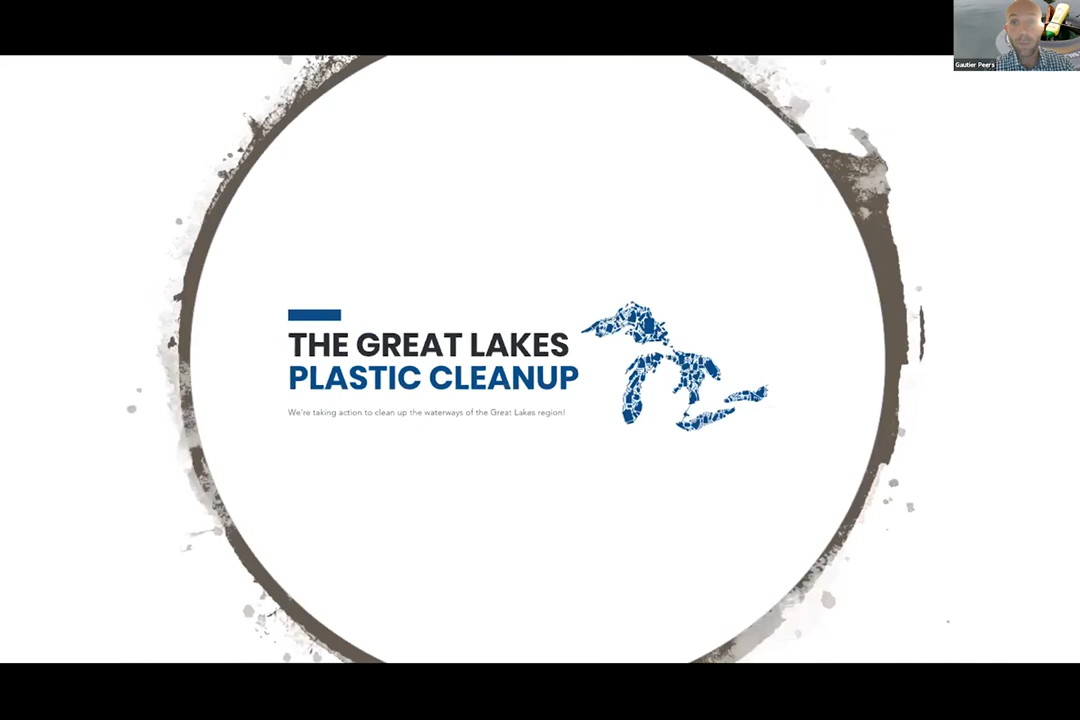 Gautier Peers
THE GREAT LAKES
PLASTIC CLEANUP
We're taking action to clean up the waterways of the Great Lakes region!